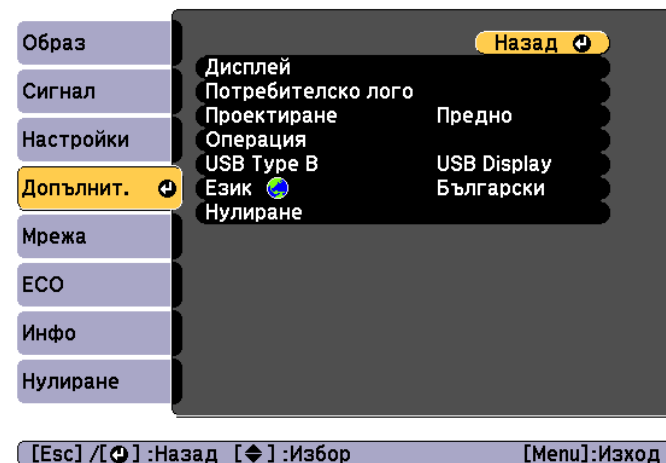 Образ
Сигнал
Настройки
Допълнит.
Мрежа
ECO
Инфо
Нулиране
Назад
Дисплей
Потребителско лого
Проектиране Предно
Операция
USB Type B USB Display
Език Български
Нулиране
[Esc] /[ ] :Назад [ ] :Избор [Menu]:Изход